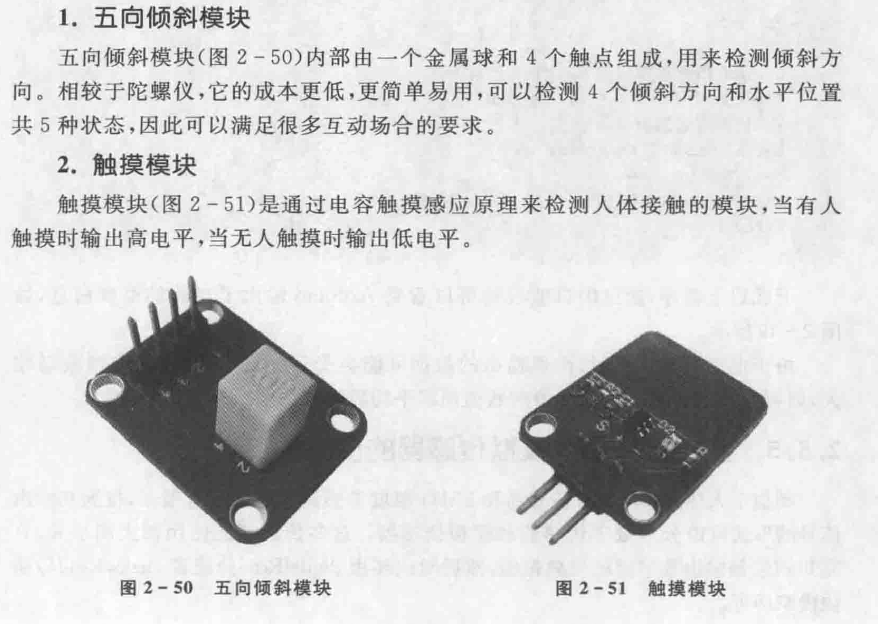 1. 五向倾斜模块
五向倾斜模块(图 2-50)内部由一个金属球和 4 个触点组成,用来检测倾斜方
向。相较于陀螺仪,它的成本更低,更简单易用,可以检测 4 个倾斜方向和水平位置
共 5 种状态,因此可以满足很多互动场合的要求。
2. 触摸模块
触摸模块(图 2-51)是通过电容触摸感应原理来检测人体接触的模块,当有人
触摸时输出高电平,当无人触摸时输出低电平。
图 2-50 五向倾斜模块
图 2-51 触摸模块